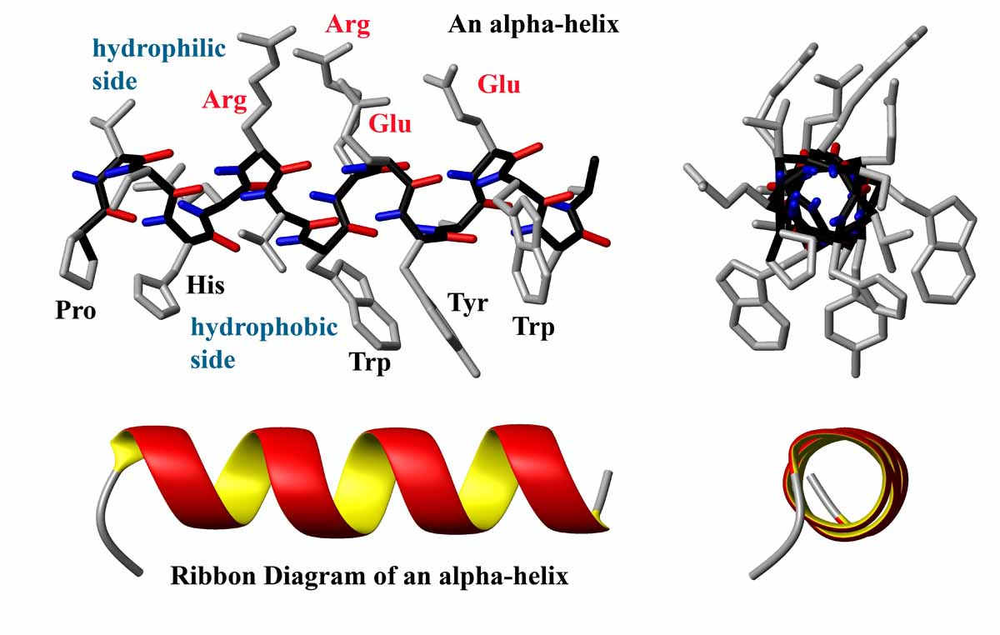 An alpha-helix
hydrophilic
side
Arg
Arg
Glu
Glu
Pro
His
hydrophobic
side
Trp
Tyr
Trp
Ribbon Diagram of an alpha-helix